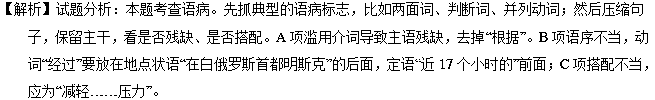 【解析】试题分析：本题考查语病。先抓典型的语病标志，比如两面词、判断词、并列动词；然后压缩句
子，保留主干，看是否残缺、是否搭配。A 项滥用介词导致主语残缺，去掉“根据”。B 项语序不当，动
词“经过”要放在地点状语“在白俄罗斯首都明斯克”的后面，定语“近 17 个小时的”前面；C 项搭配不当，
应为“减轻……压力”。